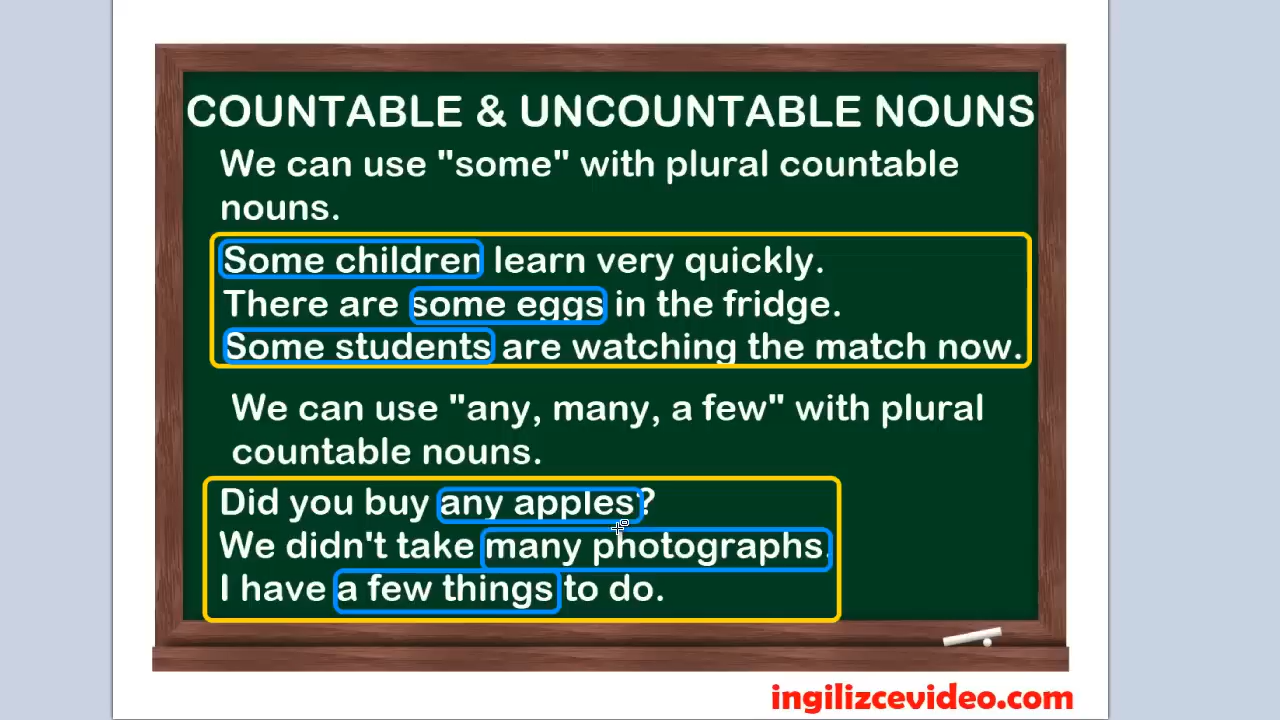 COUNTABLE & UNCOUNTABLE NOUNS
We can use "some" with plural countable
nouns.
Some children learn very quickly.
There are some eggs in the fridge.
Some students are watching the match now.
We can use "any, many, a few" with plural
countable nouns.
Did you buy any apples?
We didn't take many photographs.
I have a few things to do.
ingilizcevideo.com